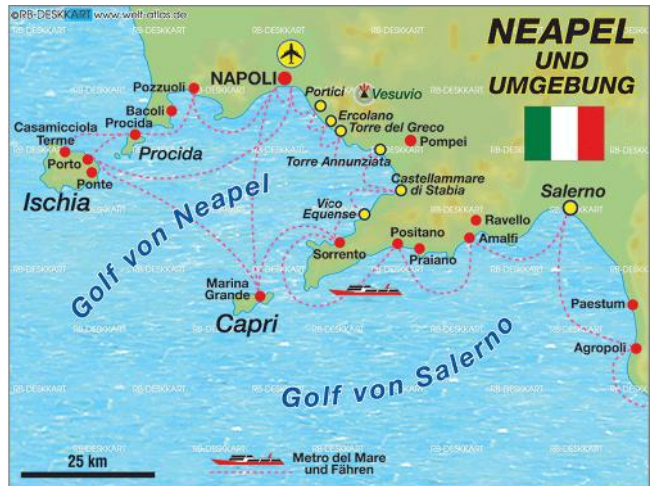 ©RB-DESKKART www.welt-atlas.de
NEAPEL
UND
UMGEBUNG
NAPOLI
Pozzuoli
Portici
Vesuvio
Bacoli
Ercolano
Casamicciola
Terme
Procida
Torre del Greco
Pompei
Procida
Porto
Torre Annunziata
Ponte
Castellammare
di Stabia
Ischia
Salerno
Vico
Equense
Ravello
Golf von Neapel
Positano
Amalfi
Sorrento
Praiano
Marina
Grande
Paestum
Capri
Agropoli
Golf von Salerno
25 km
Metro del Mare
und Fähren
RB-DESKKART